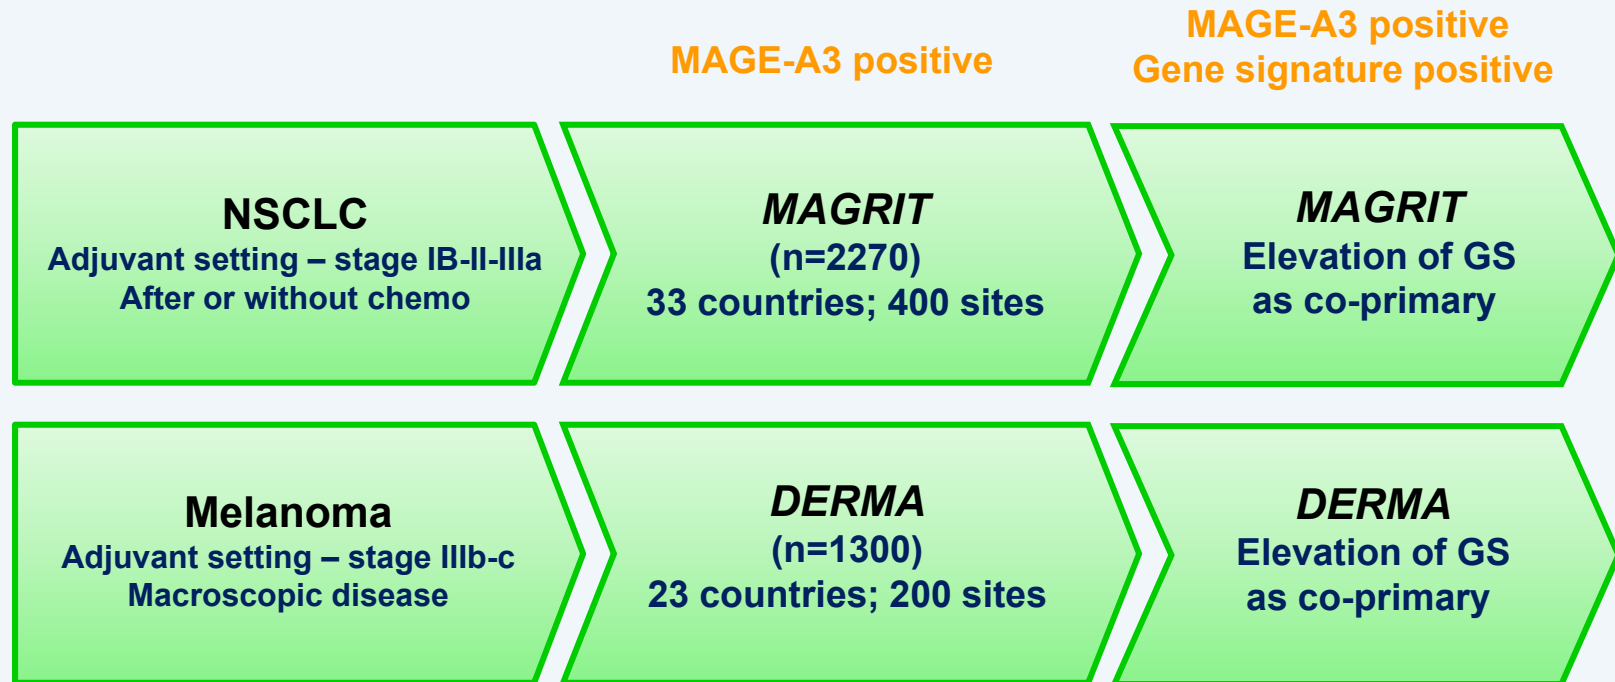 MAGE-A3 positive
MAGE-A3 positive
Gene signature positive
NSCLC
Adjuvant setting – stage IB-II-IIIa
After or without chemo
MAGRIT
(n=2270)
33 countries; 400 sites
MAGRIT
Elevation of GS
as co-primary
Melanoma
Adjuvant setting – stage IIIb-c
Macroscopic disease
DERMA
(n=1300)
23 countries; 200 sites
DERMA
Elevation of GS
as co-primary